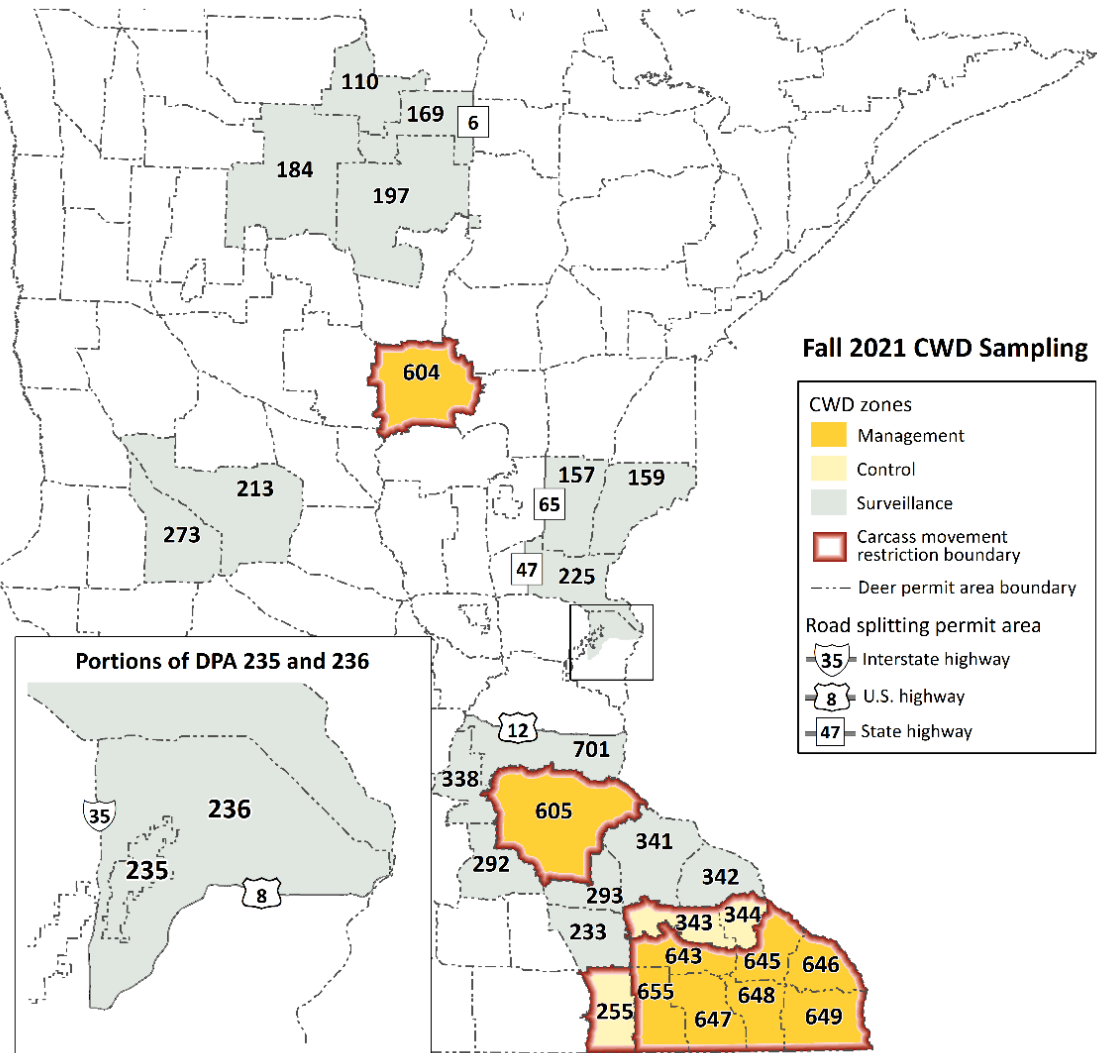 110
169
6
184
197
604
Fall 2021 CWD Sampling
CWD zones
Management
Control
Surveillance
Carcass movement
restriction boundary
Deer permit area boundary
Road splitting permit area
35 Interstate highway
8 U.S. highway
47 State highway
157
159
65
213
273
47
225
Portions of DPA 235 and 236
236
35
235
8
12
701
338
605
341
292
342
293
343
344
233
643
645
646
655
648
255
647
649